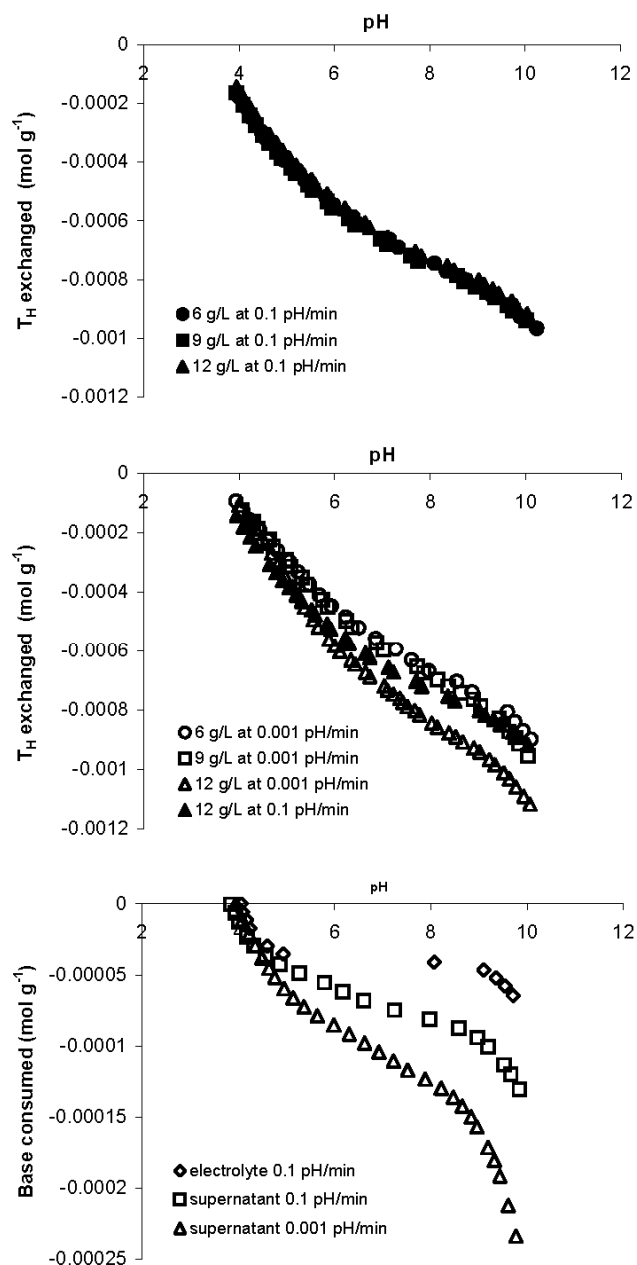 pH
0
2
4
6
8
10
12
-0.0002
-0.0004
-0.0006
-0.0008
-0.001
-0.0012
TH exchanged (mol g-1)
6 g/L at 0.1 pH/min
9 g/L at 0.1 pH/min
12 g/L at 0.1 pH/min
pH
0
2
4
6
8
10
12
-0.0002
-0.0004
-0.0006
-0.0008
-0.001
-0.0012
TH exchanged (mol g-1)
6 g/L at 0.001 pH/min
9 g/L at 0.001 pH/min
12 g/L at 0.001 pH/min
12 g/L at 0.1 pH/min
pH
0
2
4
6
8
10
12
-0.00005
-0.0001
-0.00015
-0.0002
-0.00025
Base consumed (mol g-1)
electrolyte 0.1 pH/min
supernatant 0.1 pH/min
supernatant 0.001 pH/min